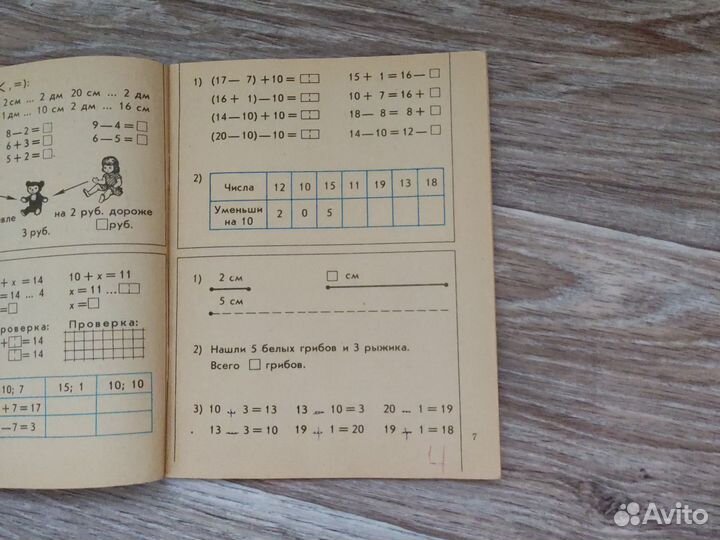 < , =):
2 см ... 2 дм 20 см ... 2 дм
1 дм ... 10 см 2 дм ... 16 см
8 — 2 = □ 9 — 4 = □
6 + 3 = □ 6 — 5 = □
5 + 2 = □.
на 2 руб. дороже
3 руб. □ руб.
+ x = 14 10 + x = 11
= 14 ... 4 x = 11 ... □□
= □ x = □
роверка: Проверка:
+ □□ = 14
□□ = 14
10; 7 15; 1 10; 10
+ 7 = 17
— 7 = 3
1) (17 — 7) + 10 = □□ 15 + 1 = 16 — □
(16 + 1) — 10 = □□ 10 + 7 = 16 + □
(14 — 10) + 10 = □□ 18 — 8 = 8 + □
(20 — 10) — 10 = □□ 14 — 10 = 12 — □
2) Числа 12 10 15 11 19 13 18
Уменьши на 10 2 0 5
1) 2 см □ см
5 см
2) Нашли 5 белых грибов и 3 рыжика.
Всего □ грибов.
3) 10 + 3 = 13 13 — 10 = 3 20 ... 1 = 19
13 — 3 = 10 19 + 1 = 20 19 + 1 = 18
7
Avito